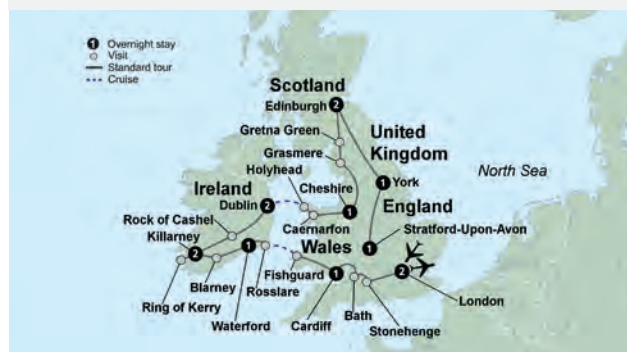 1 Overnight stay
Visit
Standard tour
Cruise
Scotland
2
Edinburgh
Gretna Green
United
Kingdom
Grasmere
North Sea
Holyhead
Cheshire
1
York
Ireland
1
England
Dublin 2
Rock of Cashel
Caernarfon
Stratford-Upon-Avon
Killarney
2
1
Wales
1
Fishguard
1
2
Blarney
Rosslare
London
Ring of Kerry
Bath
Waterford
Cardiff
Stonehenge